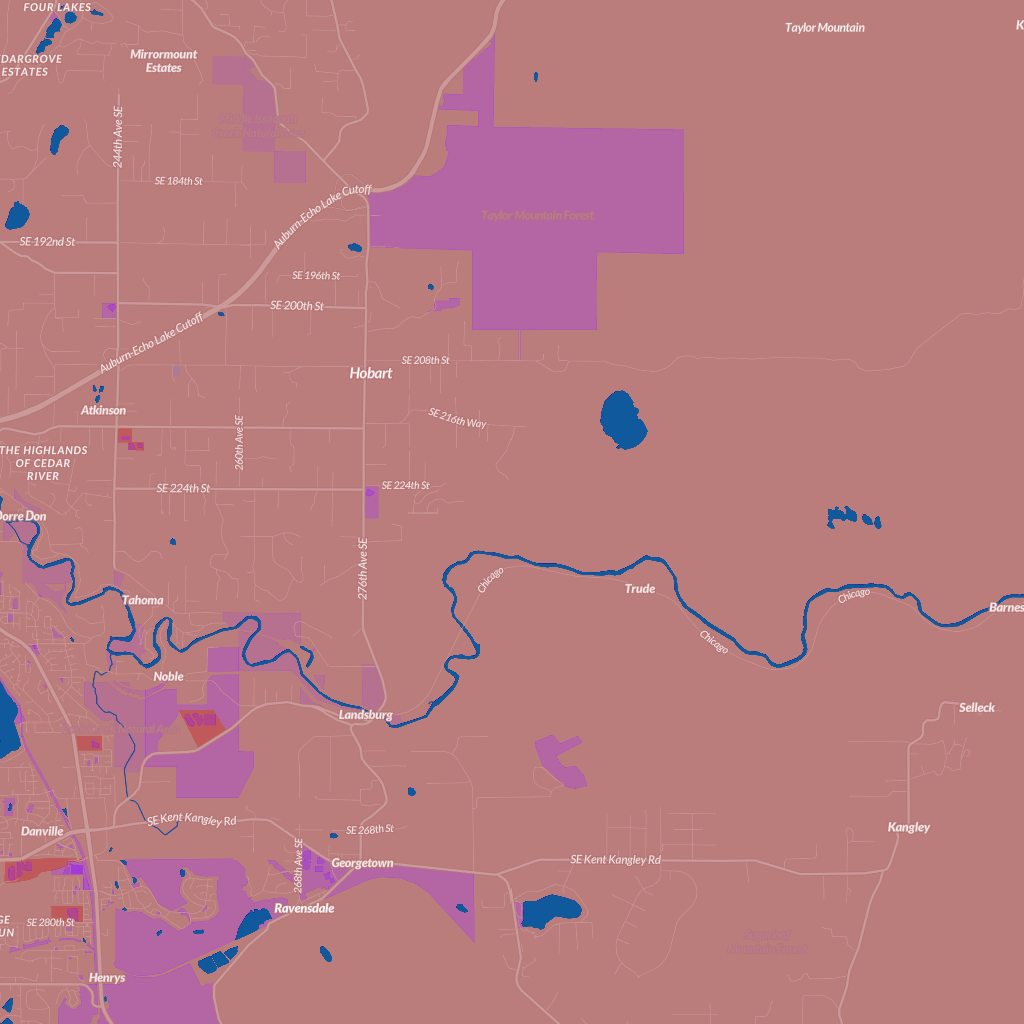 FOUR LAKES
Taylor Mountain
Mirrormount
Estates
ESTATES
244th Ave SE
SE 184th St
Auburn-Echo Lake Cutoff
Taylor Mountain Forest
SE 192nd St
SE 196th St
SE 200th St
Auburn-Echo Lake Cutoff
SE 208th St
Hobart
Atkinson
SE 216th Way
260th Ave SE
THE HIGHLANDS
OF CEDAR
RIVER
SE 224th St
SE 224th St
Dorre Don
276th Ave SE
Chicago
Trude
Tahoma
Chicago
Barnes
Chicago
Noble
Selleck
Landsburg
SE Kent Kangley Rd
SE 268th St
Danville
Kangley
268th Ave SE
Georgetown
SE Kent Kangley Rd
Ravensdale
SE 280th St
Henrys